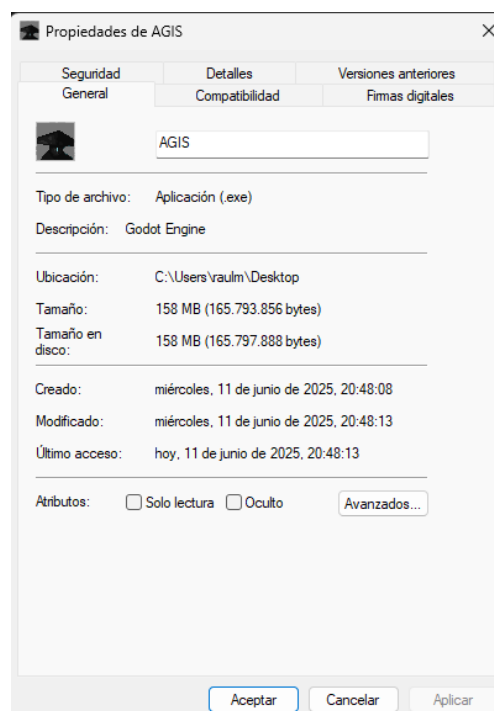 Propiedades de AGIS
Seguridad Detalles Versiones anteriores
General Compatibilidad Firmas digitales
AGIS
Tipo de archivo: Aplicación (.exe)
Descripción: Godot Engine
Ubicación: C:\Users\raulm\Desktop
Tamaño: 158 MB (165.793.856 bytes)
Tamaño en
disco: 158 MB (165.797.888 bytes)
Creado: miércoles, 11 de junio de 2025, 20:48:08
Modificado: miércoles, 11 de junio de 2025, 20:48:13
Último acceso: hoy, 11 de junio de 2025, 20:48:13
Atributos: Solo lectura Oculto Avanzados...
Aceptar Cancelar Aplicar